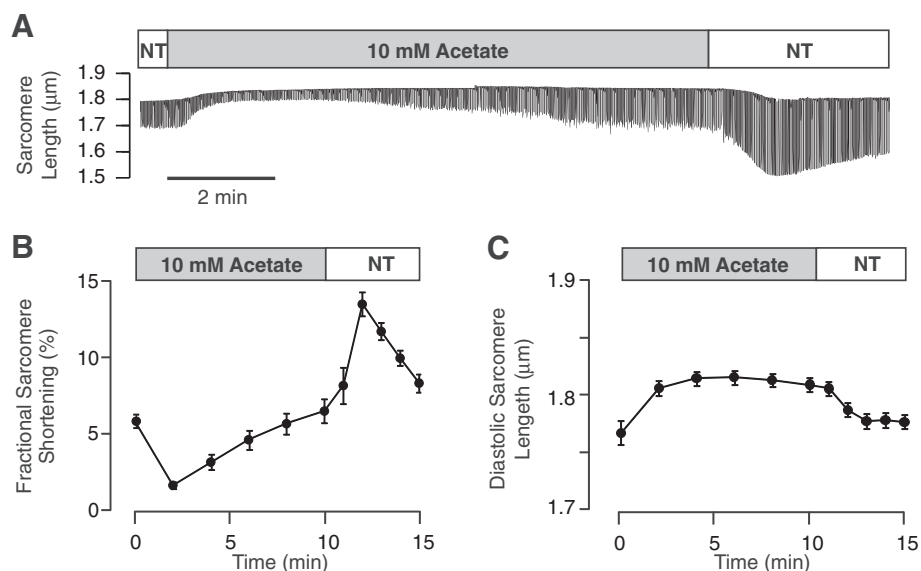 A
NT
10 mM Acetate
NT
Sarcomere
Length (μm)
1.9
1.8
1.7
1.6
1.5
2 min
B
10 mM Acetate
NT
Fractional Sarcomere
Shortening (%)
15
10
5
0
0
5
10
15
Time (min)
C
10 mM Acetate
NT
Diastolic Sarcomere
Lengeth (μm)
1.9
1.8
1.7
0
5
10
15
Time (min)